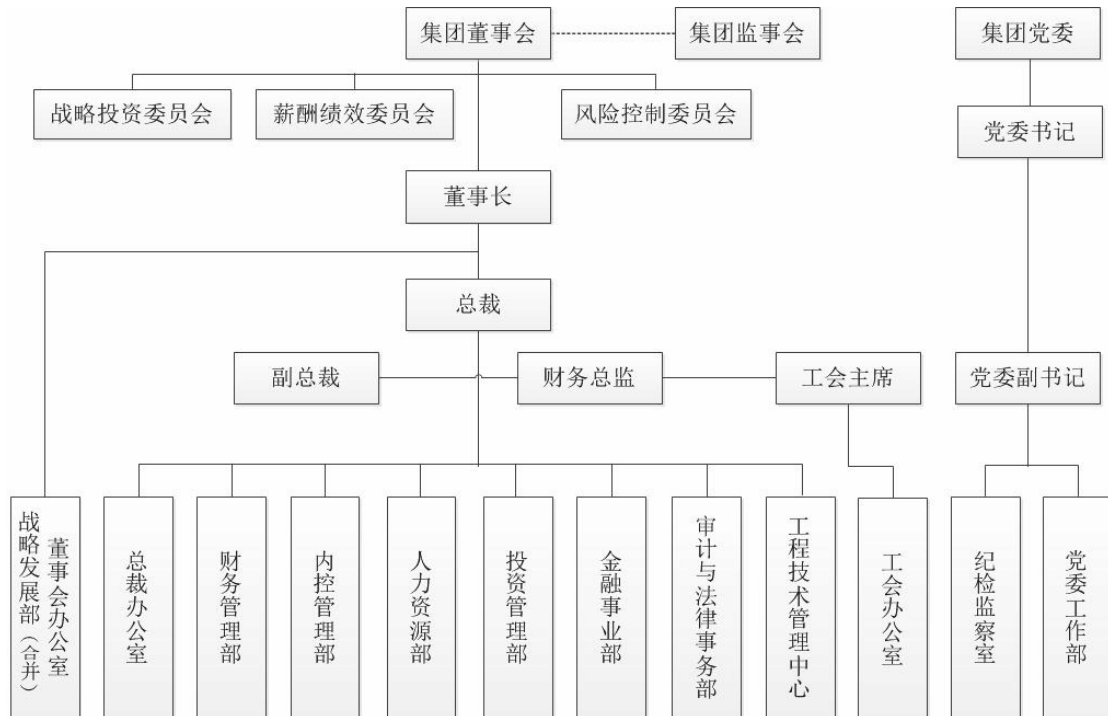 集团董事会
集团监事会
集团党委
战略投资委员会
薪酬绩效委员会
风险控制委员会
党委书记
董事长
总裁
副总裁
财务总监
工会主席
党委副书记
董事会办公室
战略发展部（合并）
总裁办公室
财务管理部
内控管理部
人力资源部
投资管理部
金融事业部
审计与法律事务部
工程技术管理中心
工会办公室
纪检监察室
党委工作部